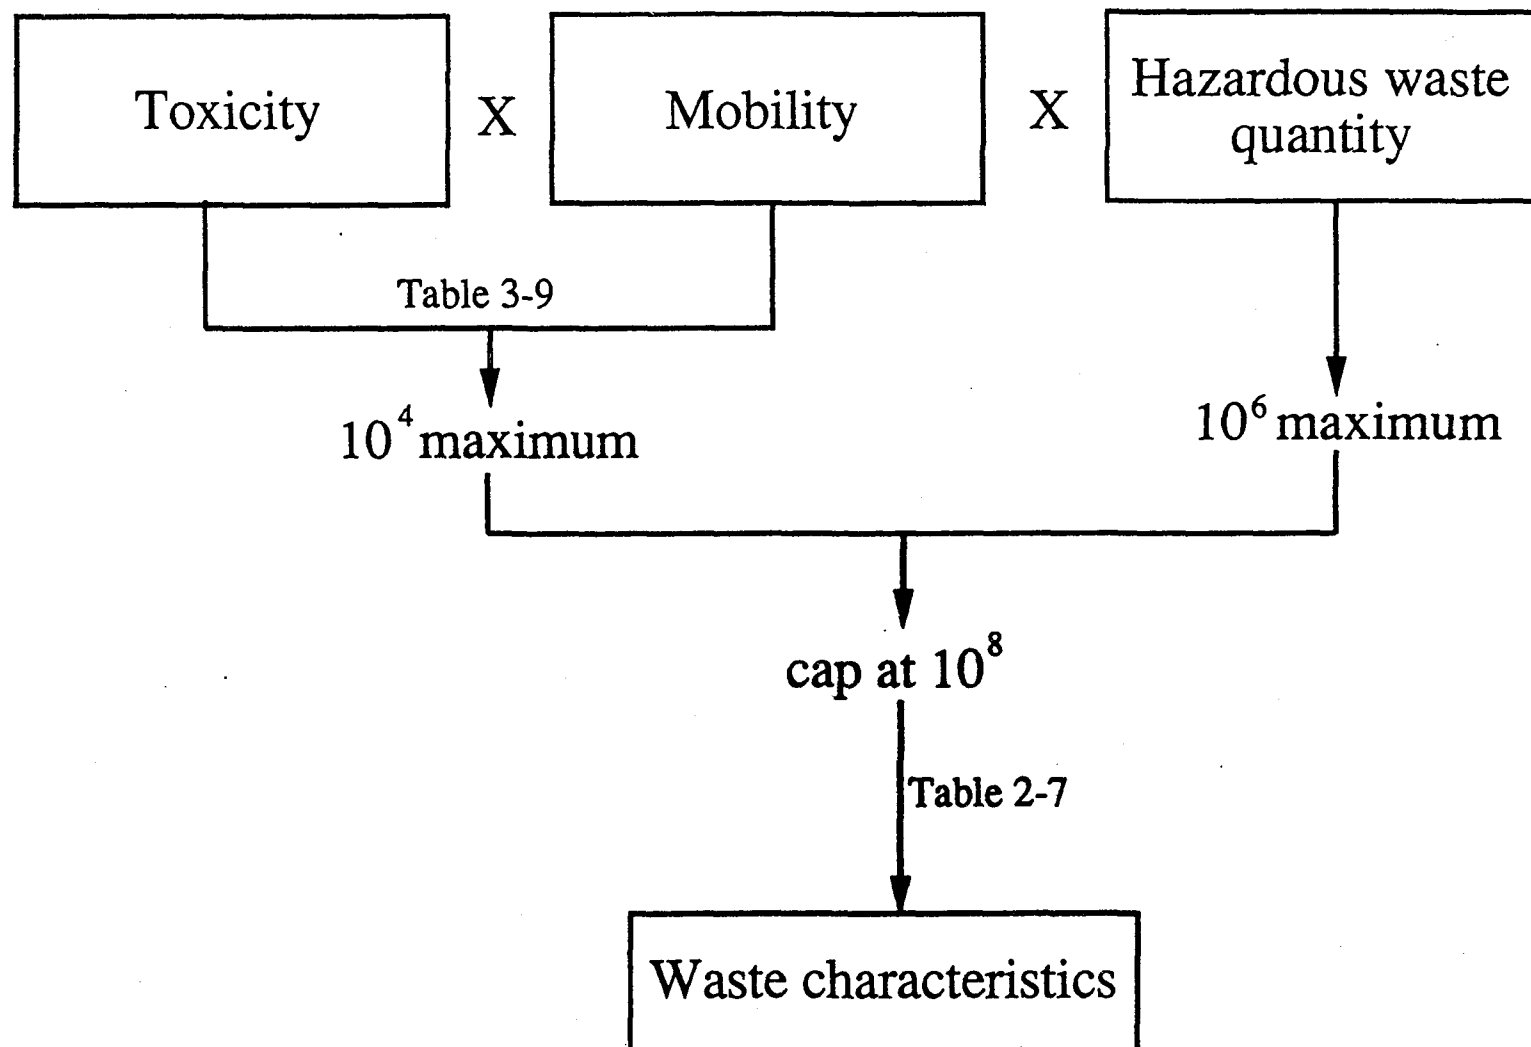 Toxicity
X
Mobility
X
Hazardous waste
quantity
Table 3-9
10⁴ maximum
10⁶ maximum
cap at 10⁸
Table 2-7
Waste characteristics